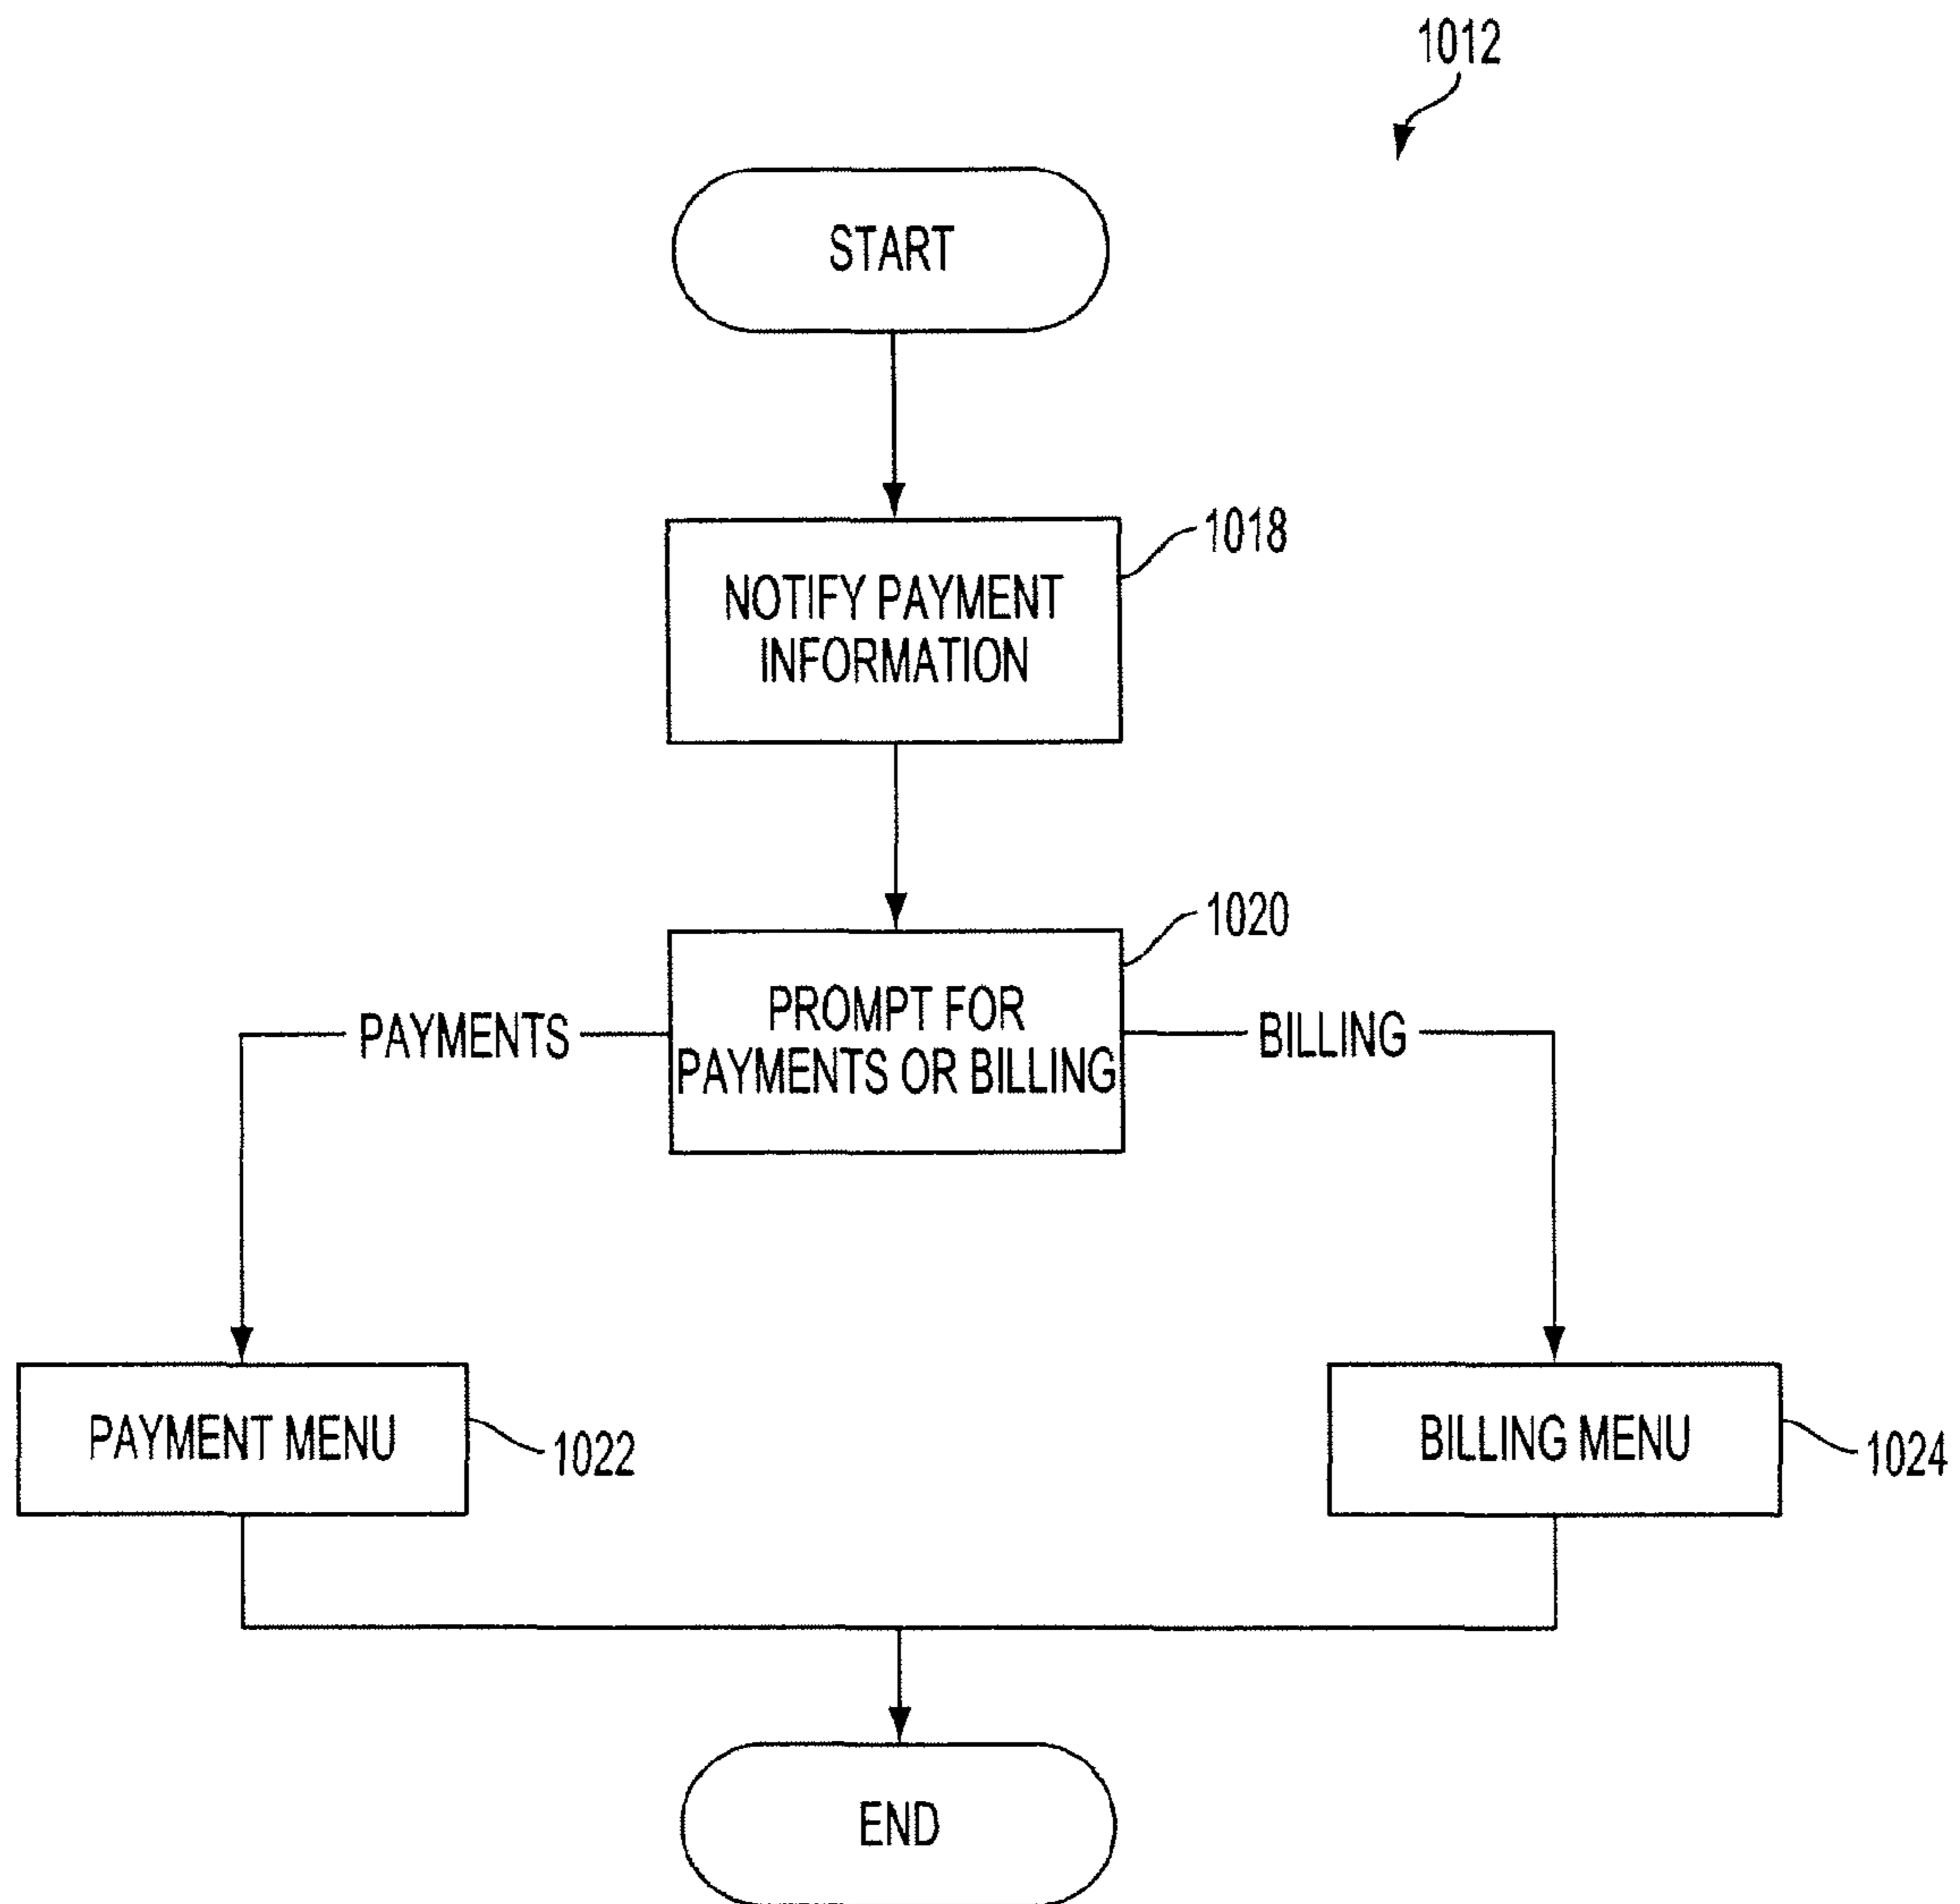 1012
START
1018
NOTIFY PAYMENT
INFORMATION
1020
PROMPT FOR
PAYMENTS OR BILLING
PAYMENTS
BILLING
PAYMENT MENU
1022
BILLING MENU
1024
END